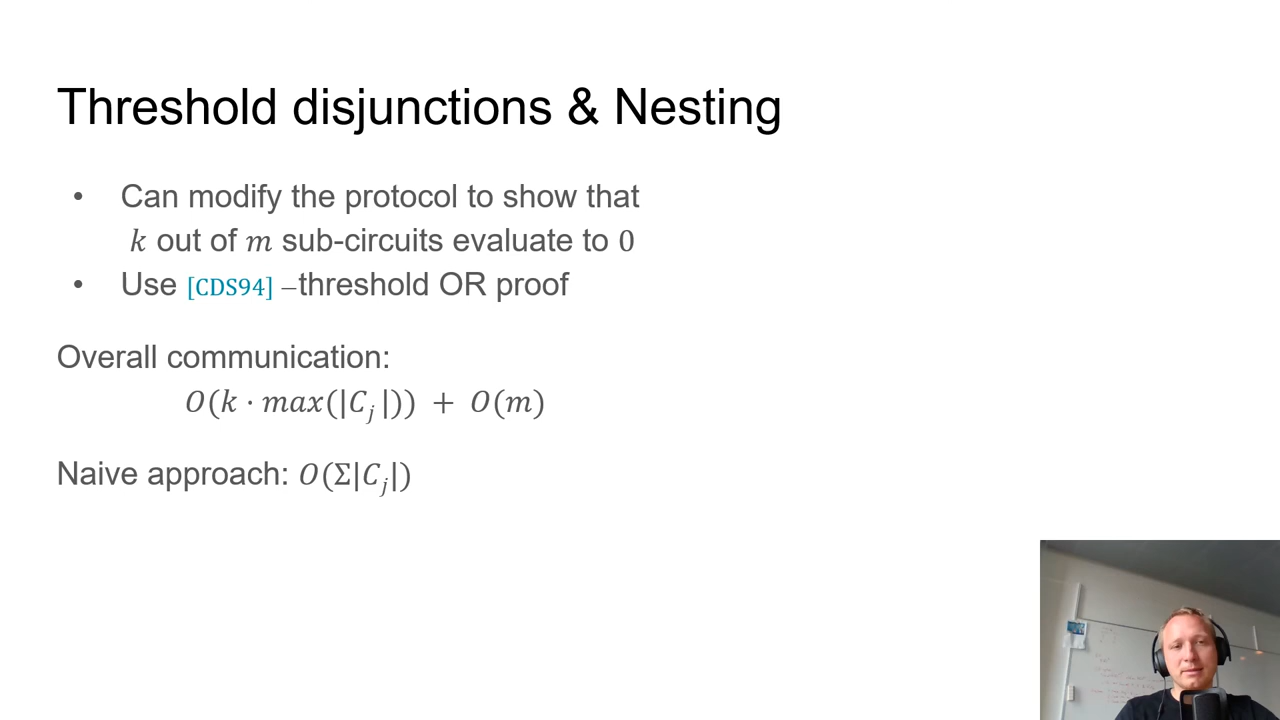 Threshold disjunctions & Nesting
• Can modify the protocol to show that
k out of m sub-circuits evaluate to 0
• Use [CDS94] –threshold OR proof
Overall communication:
O(k · max(|C_j|)) + O(m)
Naive approach: O(Σ|C_j|)